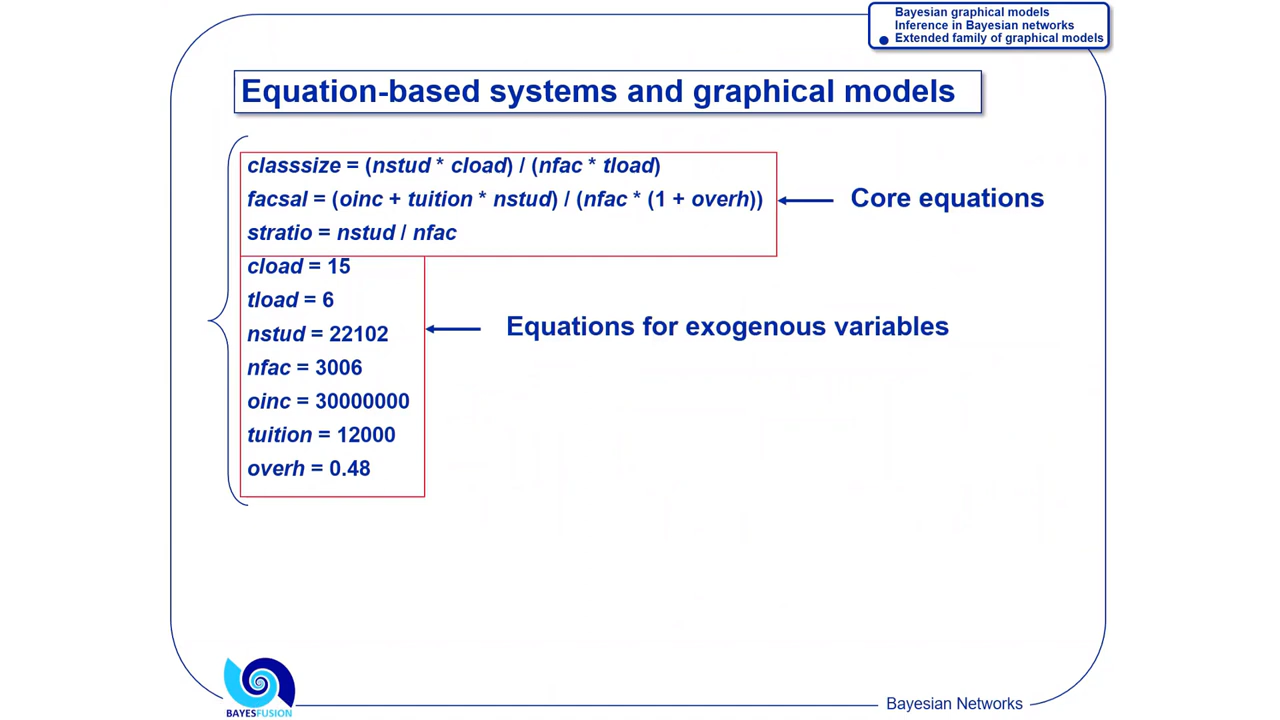 Bayesian graphical models
Inference in Bayesian networks
● Extended family of graphical models
Equation-based systems and graphical models
classsize = (nstud * cload) / (nfac * tload)
facsal = (oinc + tuition * nstud) / (nfac * (1 + overh))
stratio = nstud / nfac
Core equations
cload = 15
tload = 6
nstud = 22102
nfac = 3006
oinc = 30000000
tuition = 12000
overh = 0.48
Equations for exogenous variables
BAYESFUSION
Bayesian Networks